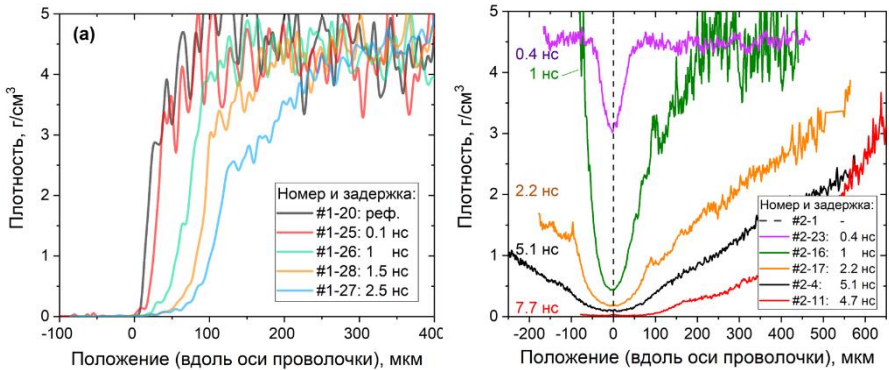 (а)
Плотность, г/см³
5
4
3
2
1
0
-100
0
100
200
300
400
Положение (вдоль оси проволочки), мкм
Номер и задержка:
#1-20: реф.
#1-25: 0.1 нс
#1-26: 1 нс
#1-28: 1.5 нс
#1-27: 2.5 нс
Плотность, г/см³
5
4
3
2
1
0
0.4 нс
1 нс
2.2 нс
5.1 нс
7.7 нс
-200
-100
0
100
200
300
400
500
600
Положение (вдоль оси проволочки), мкм
Номер и задержка:
#2-1 -
#2-23: 0.4 нс
#2-16: 1 нс
#2-17: 2.2 нс
#2-4: 5.1 нс
#2-11: 4.7 нс